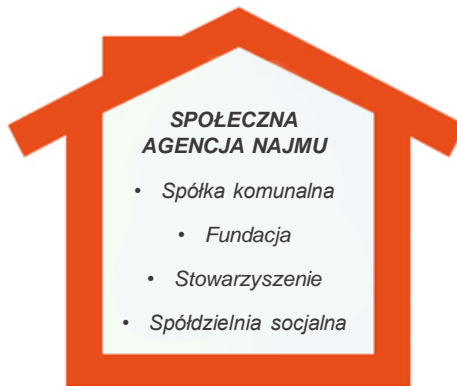 SPOŁECZNA
AGENCJA NAJMU
• Spółka komunalna
• Fundacja
• Stowarzyszenie
• Spółdzielnia socjalna